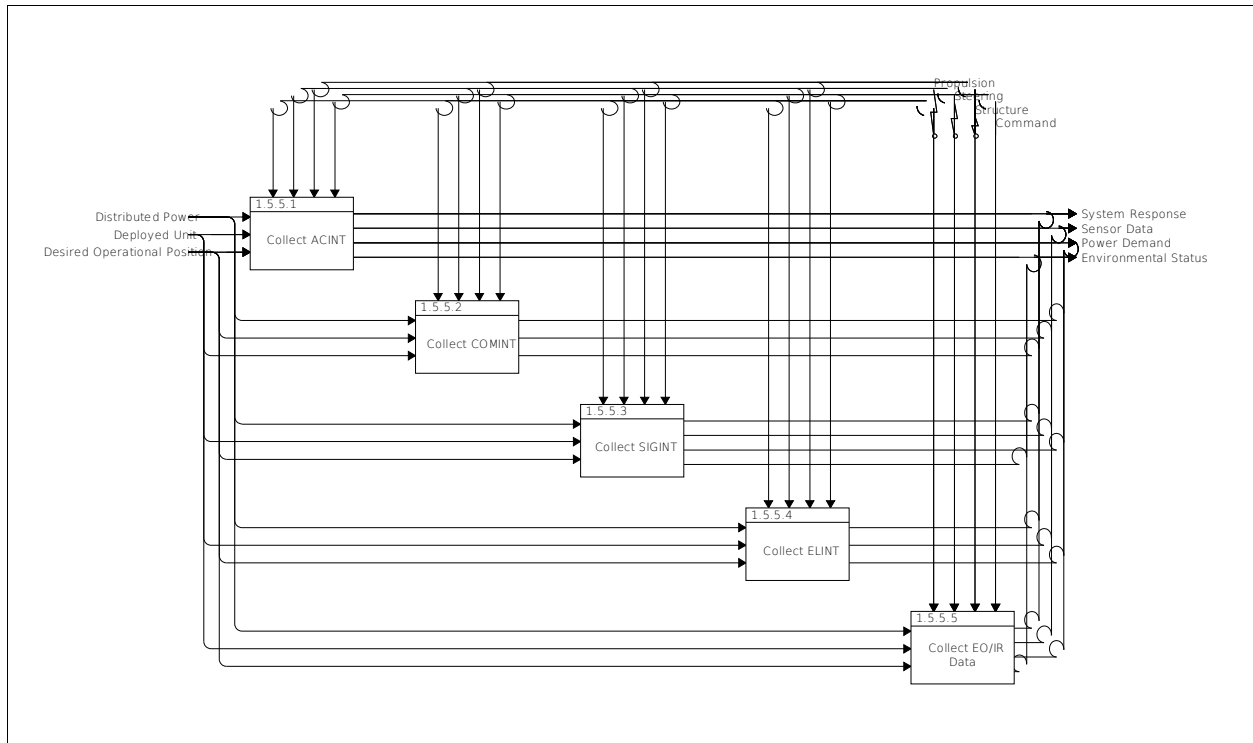 Propulsion
Steering
Structure
Command
1.5.5.1
Collect ACINT
Distributed Power
Deployed Unit
Desired Operational Position
System Response
Sensor Data
Power Demand
Environmental Status
1.5.5.2
Collect COMINT
1.5.5.3
Collect SIGINT
1.5.5.4
Collect ELINT
1.5.5.5
Collect EO/IR
Data